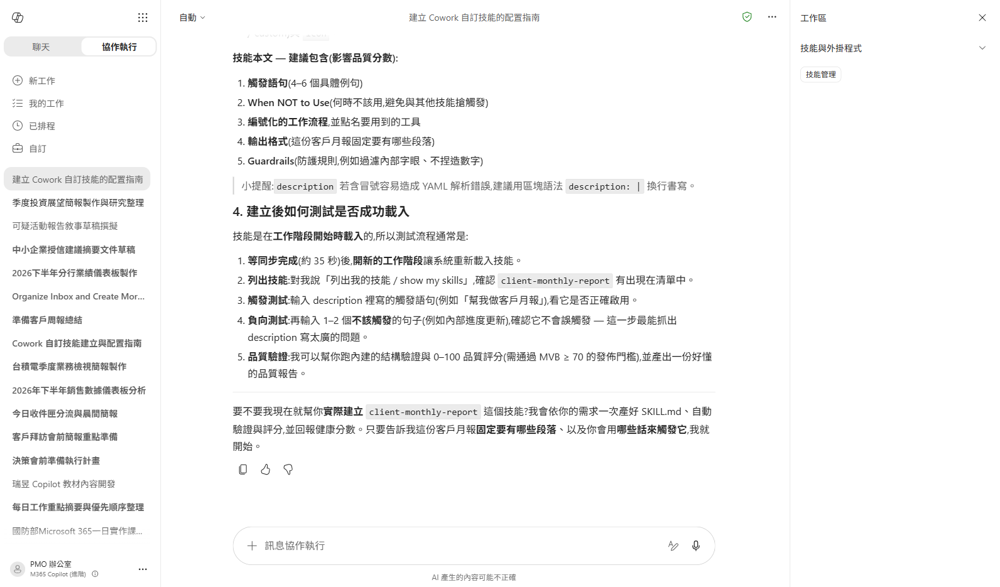 自動
建立 Cowork 自訂技能的配置指南
工作區
聊天
協作執行
技能與外掛程式
技能管理
新工作
我的工作
已排程
自訂
建立 Cowork 自訂技能的配置指南
季度投資展望簡報製作與研究整理
可疑活動報告敘事草稿撰擬
中小企業授信建議摘要文件草稿
2026下半年分行業績儀表板製作
Organize Inbox and Create Mor...
準備客戶周報總結
Cowork 自訂技能建立與配置指南
台積電季度業務檢視簡報製作
2026年下半年銷售數據儀表板分析
今日收件匣分流與晨間簡報
客戶拜訪會前簡報重點準備
決策會前準備執行計畫
瑞昱 Copilot 教材內容開發
每日工作重點摘要與優先順序整理
國防部Microsoft 365一日實作課...
PMO 辦公室
M365 Copilot (進階)
技能本文 — 建議包含(影響品質分數):
1. 觸發語句(4–6 個具體例句)
2. When NOT to Use(何時不該用,避免與其他技能搶觸發)
3. 編號化的工作流程,並點名要用到的工具
4. 輸出格式(這份客戶月報固定要有哪些段落)
5. Guardrails(防護規則,例如過濾內部字眼、不捏造數字)
小提醒:description 若含冒號容易造成 YAML 解析錯誤,建議用區塊語法 description: | 換行書寫。
4. 建立後如何測試是否成功載入
技能是在工作階段開始時載入的,所以測試流程通常是:
1. 等同步完成(約 35 秒)後,開新的工作階段讓系統重新載入技能。
2. 列出技能:對我說「列出我的技能 / show my skills」,確認 client-monthly-report 有出現在清單中。
3. 觸發測試:輸入 description 裡寫的觸發語句(例如「幫我做客戶月報」),看它是否正確啟用。
4. 負向測試:再輸入 1–2 個不該觸發的句子(例如內部進度更新),確認它不會誤觸發 — 這一步最能抓出
description 寫太廣的問題。
5. 品質驗證:我可以幫你跑內建的結構驗證與 0–100 品質評分(需通過 MVB ≥ 70 的發佈門檻),並產出一份好懂
的品質報告。
要不要我現在就幫你實際建立 client-monthly-report 這個技能?我會依你的需求一次產好 SKILL.md、自動
驗證與評分,並回報健康分數。只要告訴我這份客戶月報固定要有哪些段落、以及你會用哪些話來觸發它,我就
開始。
訊息協作執行
AI 產生的內容可能不正確